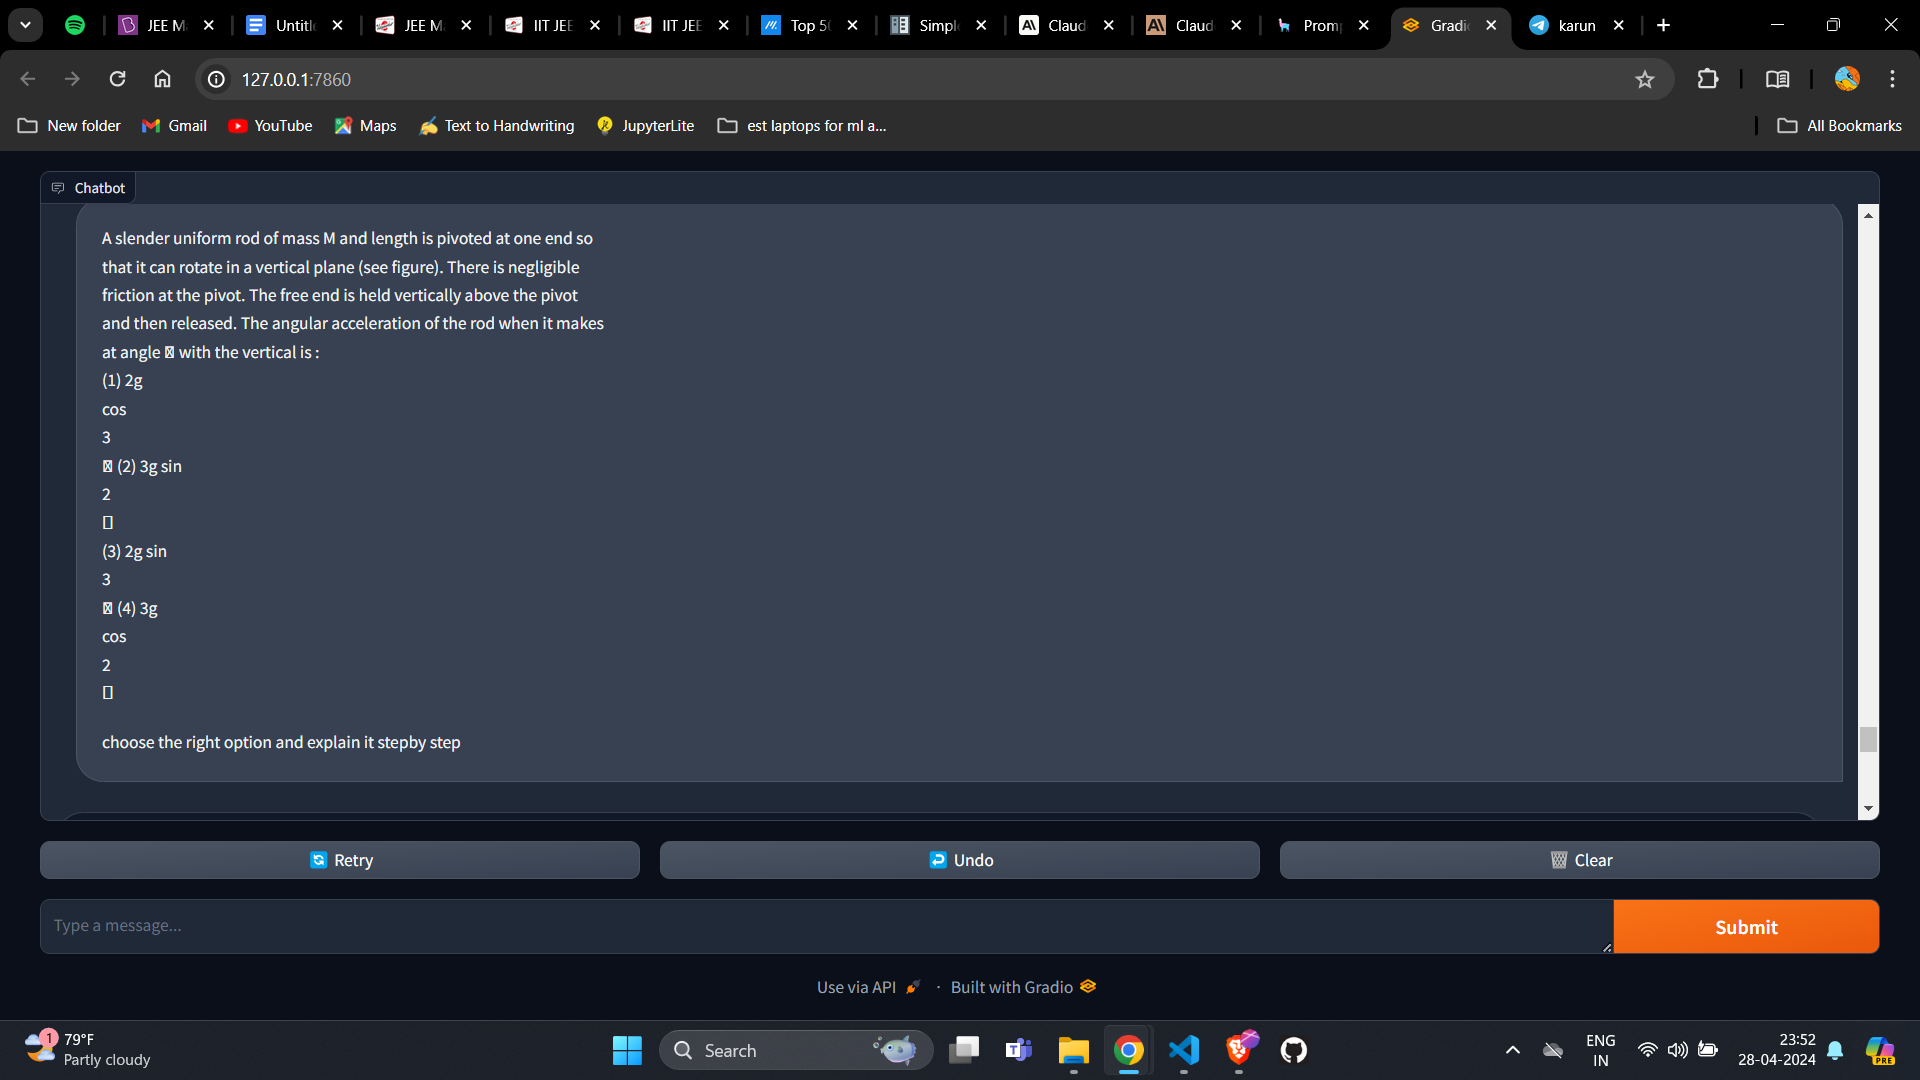 JEE M
Untitl
JEE M
IIT JEE
IIT JEE
Top 50
Simpl
Claud
Claud
Promp
Gradi
karun
127.0.0.1:7860
New folder
Gmail
YouTube
Maps
Text to Handwriting
JupyterLite
est laptops for ml a...
All Bookmarks
Chatbot
A slender uniform rod of mass M and length is pivoted at one end so
that it can rotate in a vertical plane (see figure). There is negligible
friction at the pivot. The free end is held vertically above the pivot
and then released. The angular acceleration of the rod when it makes
at angle with the vertical is :
(1) 2g
cos
3
(2) 3g sin
2
(3) 2g sin
3
(4) 3g
cos
2
choose the right option and explain it stepby step
Retry
Undo
Clear
Type a message...
Submit
Use via API · Built with Gradio
1
79°F
Partly cloudy
Search
ENG
IN
23:52
28-04-2024
PRE